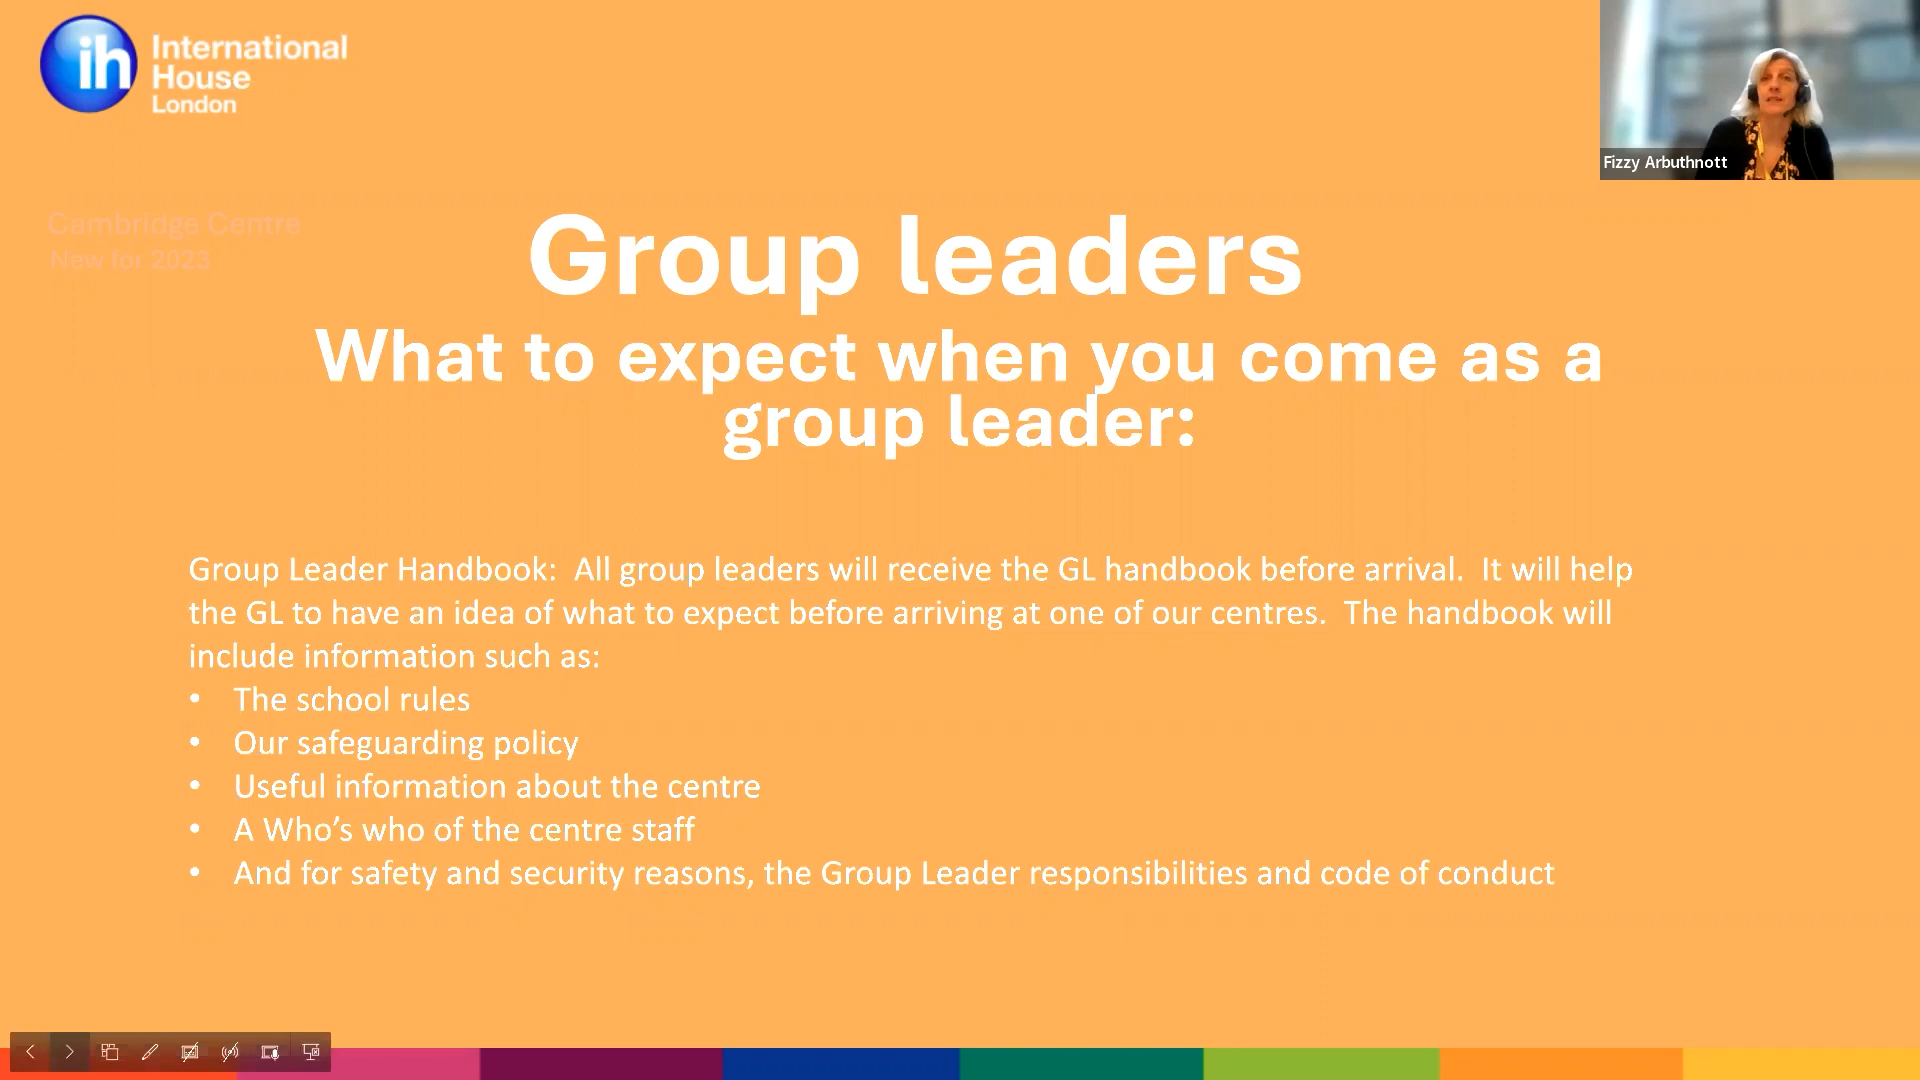 ih International
House
London
Fizzy Arbuthnott
Cambridge Centre
New for 2023
Group leaders
What to expect when you come as a
group leader:
Group Leader Handbook:  All group leaders will receive the GL handbook before arrival.  It will help
the GL to have an idea of what to expect before arriving at one of our centres.  The handbook will
include information such as:
• The school rules
• Our safeguarding policy
• Useful information about the centre
• A Who’s who of the centre staff
• And for safety and security reasons, the Group Leader responsibilities and code of conduct